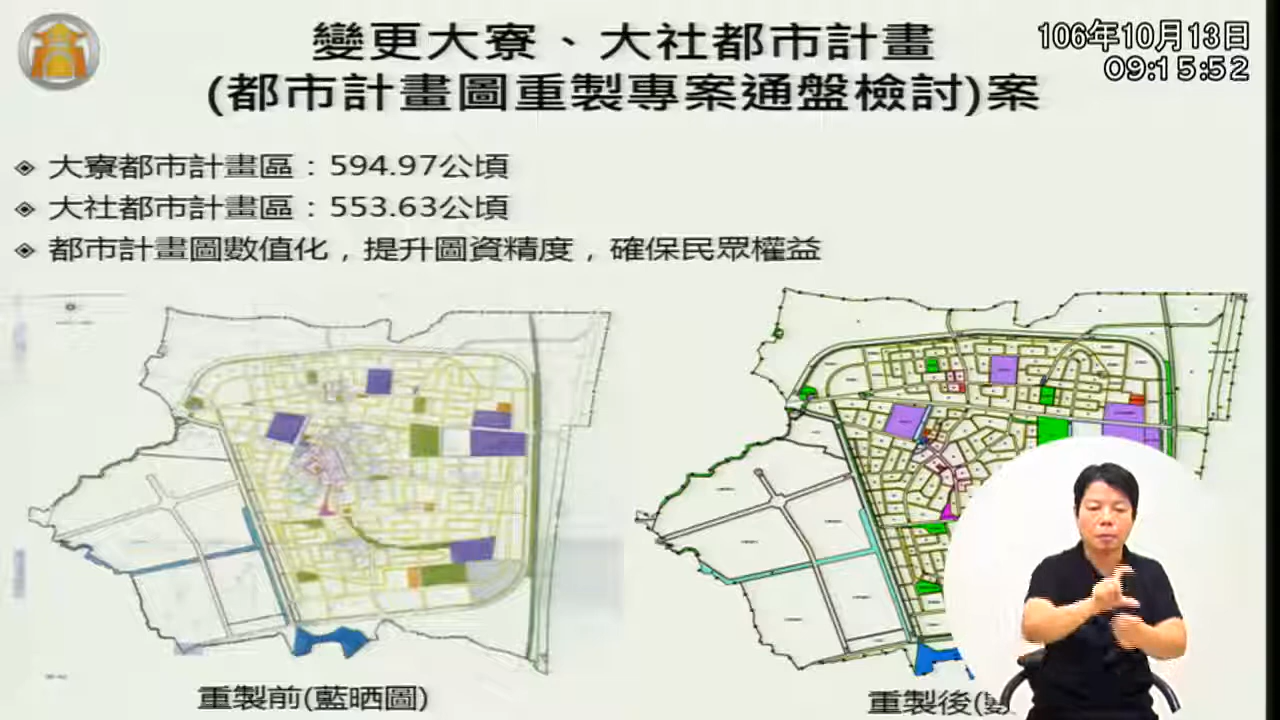 變更大寮、大社都市計畫
(都市計畫圖重製專案通盤檢討)案
106年10月13日
09:15:52
大寮都市計畫區：594.97公頃
大社都市計畫區：553.63公頃
都市計畫圖數值化，提升圖資精度，確保民眾權益
重製前(藍晒圖)
重製後(數